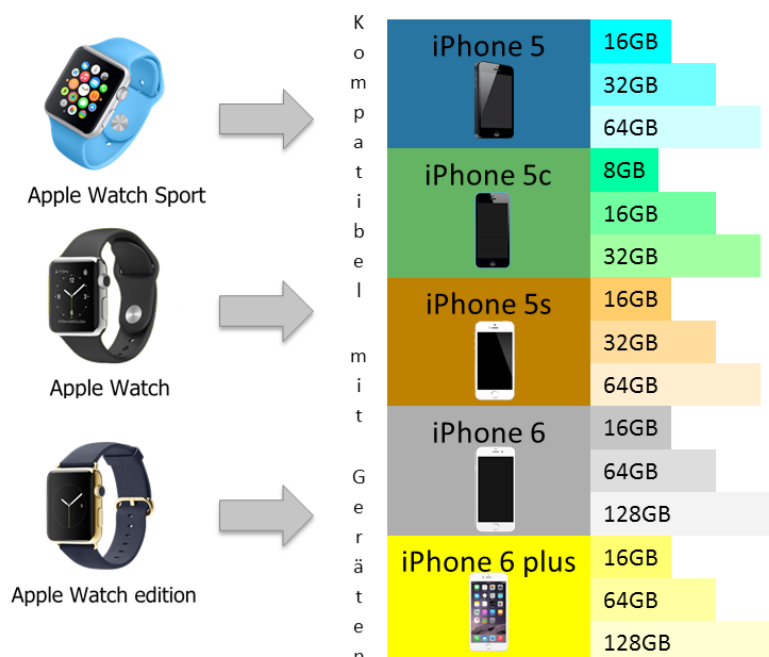 Apple Watch Sport
Apple Watch
Apple Watch edition
Kompatibel mit Geräten
iPhone 5
16GB
32GB
64GB
iPhone 5c
8GB
16GB
32GB
iPhone 5s
16GB
32GB
64GB
iPhone 6
16GB
64GB
128GB
iPhone 6 plus
16GB
64GB
128GB